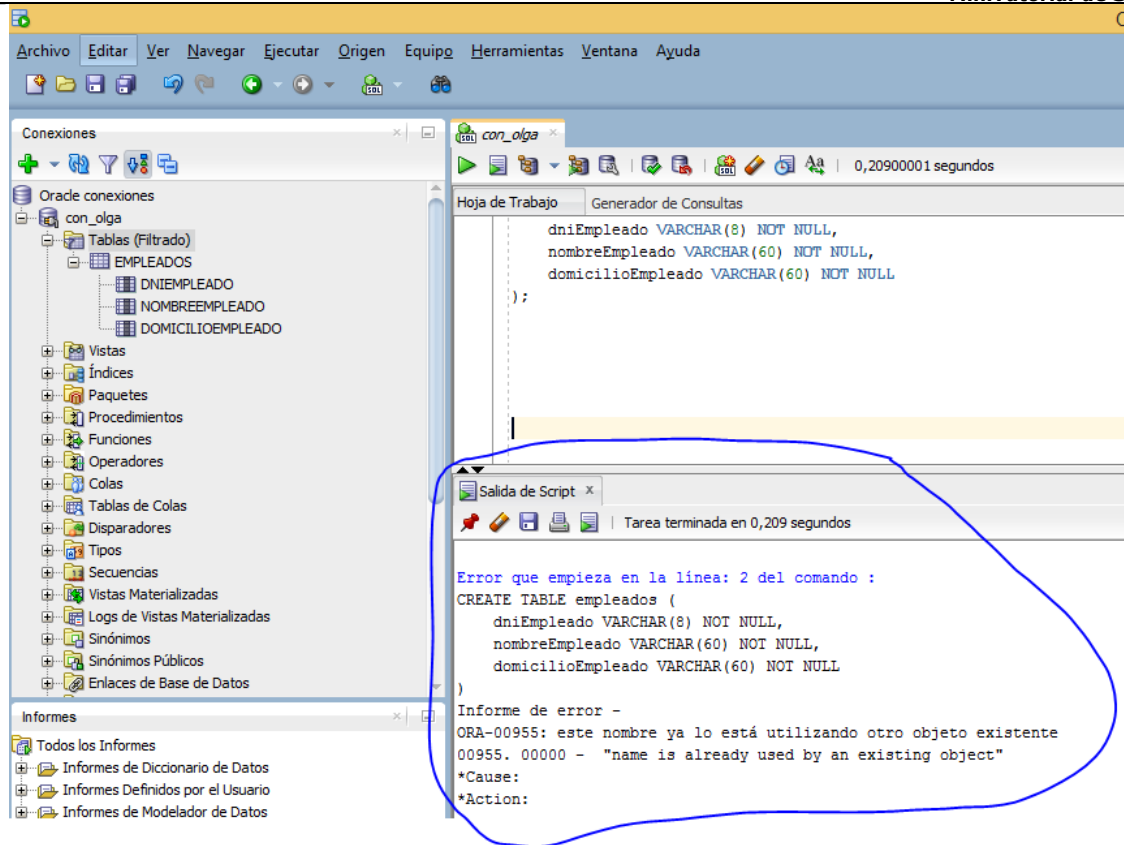 Archivo Editar Ver Navegar Ejecutar Origen Equipo Herramientas Ventana Ayuda
Conexiones
Oracle conexiones
con_olga
Tablas (Filtrado)
EMPLEADOS
DNIEMPLEADO
NOMBREEMPLEADO
DOMICILIOEMPLEADO
Vistas
Índices
Paquetes
Procedimientos
Funciones
Operadores
Colas
Tablas de Colas
Disparadores
Tipos
Secuencias
Vistas Materializadas
Logs de Vistas Materializadas
Sinónimos
Sinónimos Públicos
Enlaces de Base de Datos
Informes
Todos los Informes
Informes de Diccionario de Datos
Informes Definidos por el Usuario
Informes de Modelador de Datos
con_olga
0,20900001 segundos
Hoja de Trabajo Generador de Consultas
dniEmpleado VARCHAR(8) NOT NULL,
nombreEmpleado VARCHAR(60) NOT NULL,
domicilioEmpleado VARCHAR(60) NOT NULL
);
Salida de Script
Tarea terminada en 0,209 segundos
Error que empieza en la línea: 2 del comando :
CREATE TABLE empleados (
dniEmpleado VARCHAR(8) NOT NULL,
nombreEmpleado VARCHAR(60) NOT NULL,
domicilioEmpleado VARCHAR(60) NOT NULL
)
Informe de error -
ORA-00955: este nombre ya lo está utilizando otro objeto existente
00955. 00000 - "name is already used by an existing object"
*Cause:
*Action: